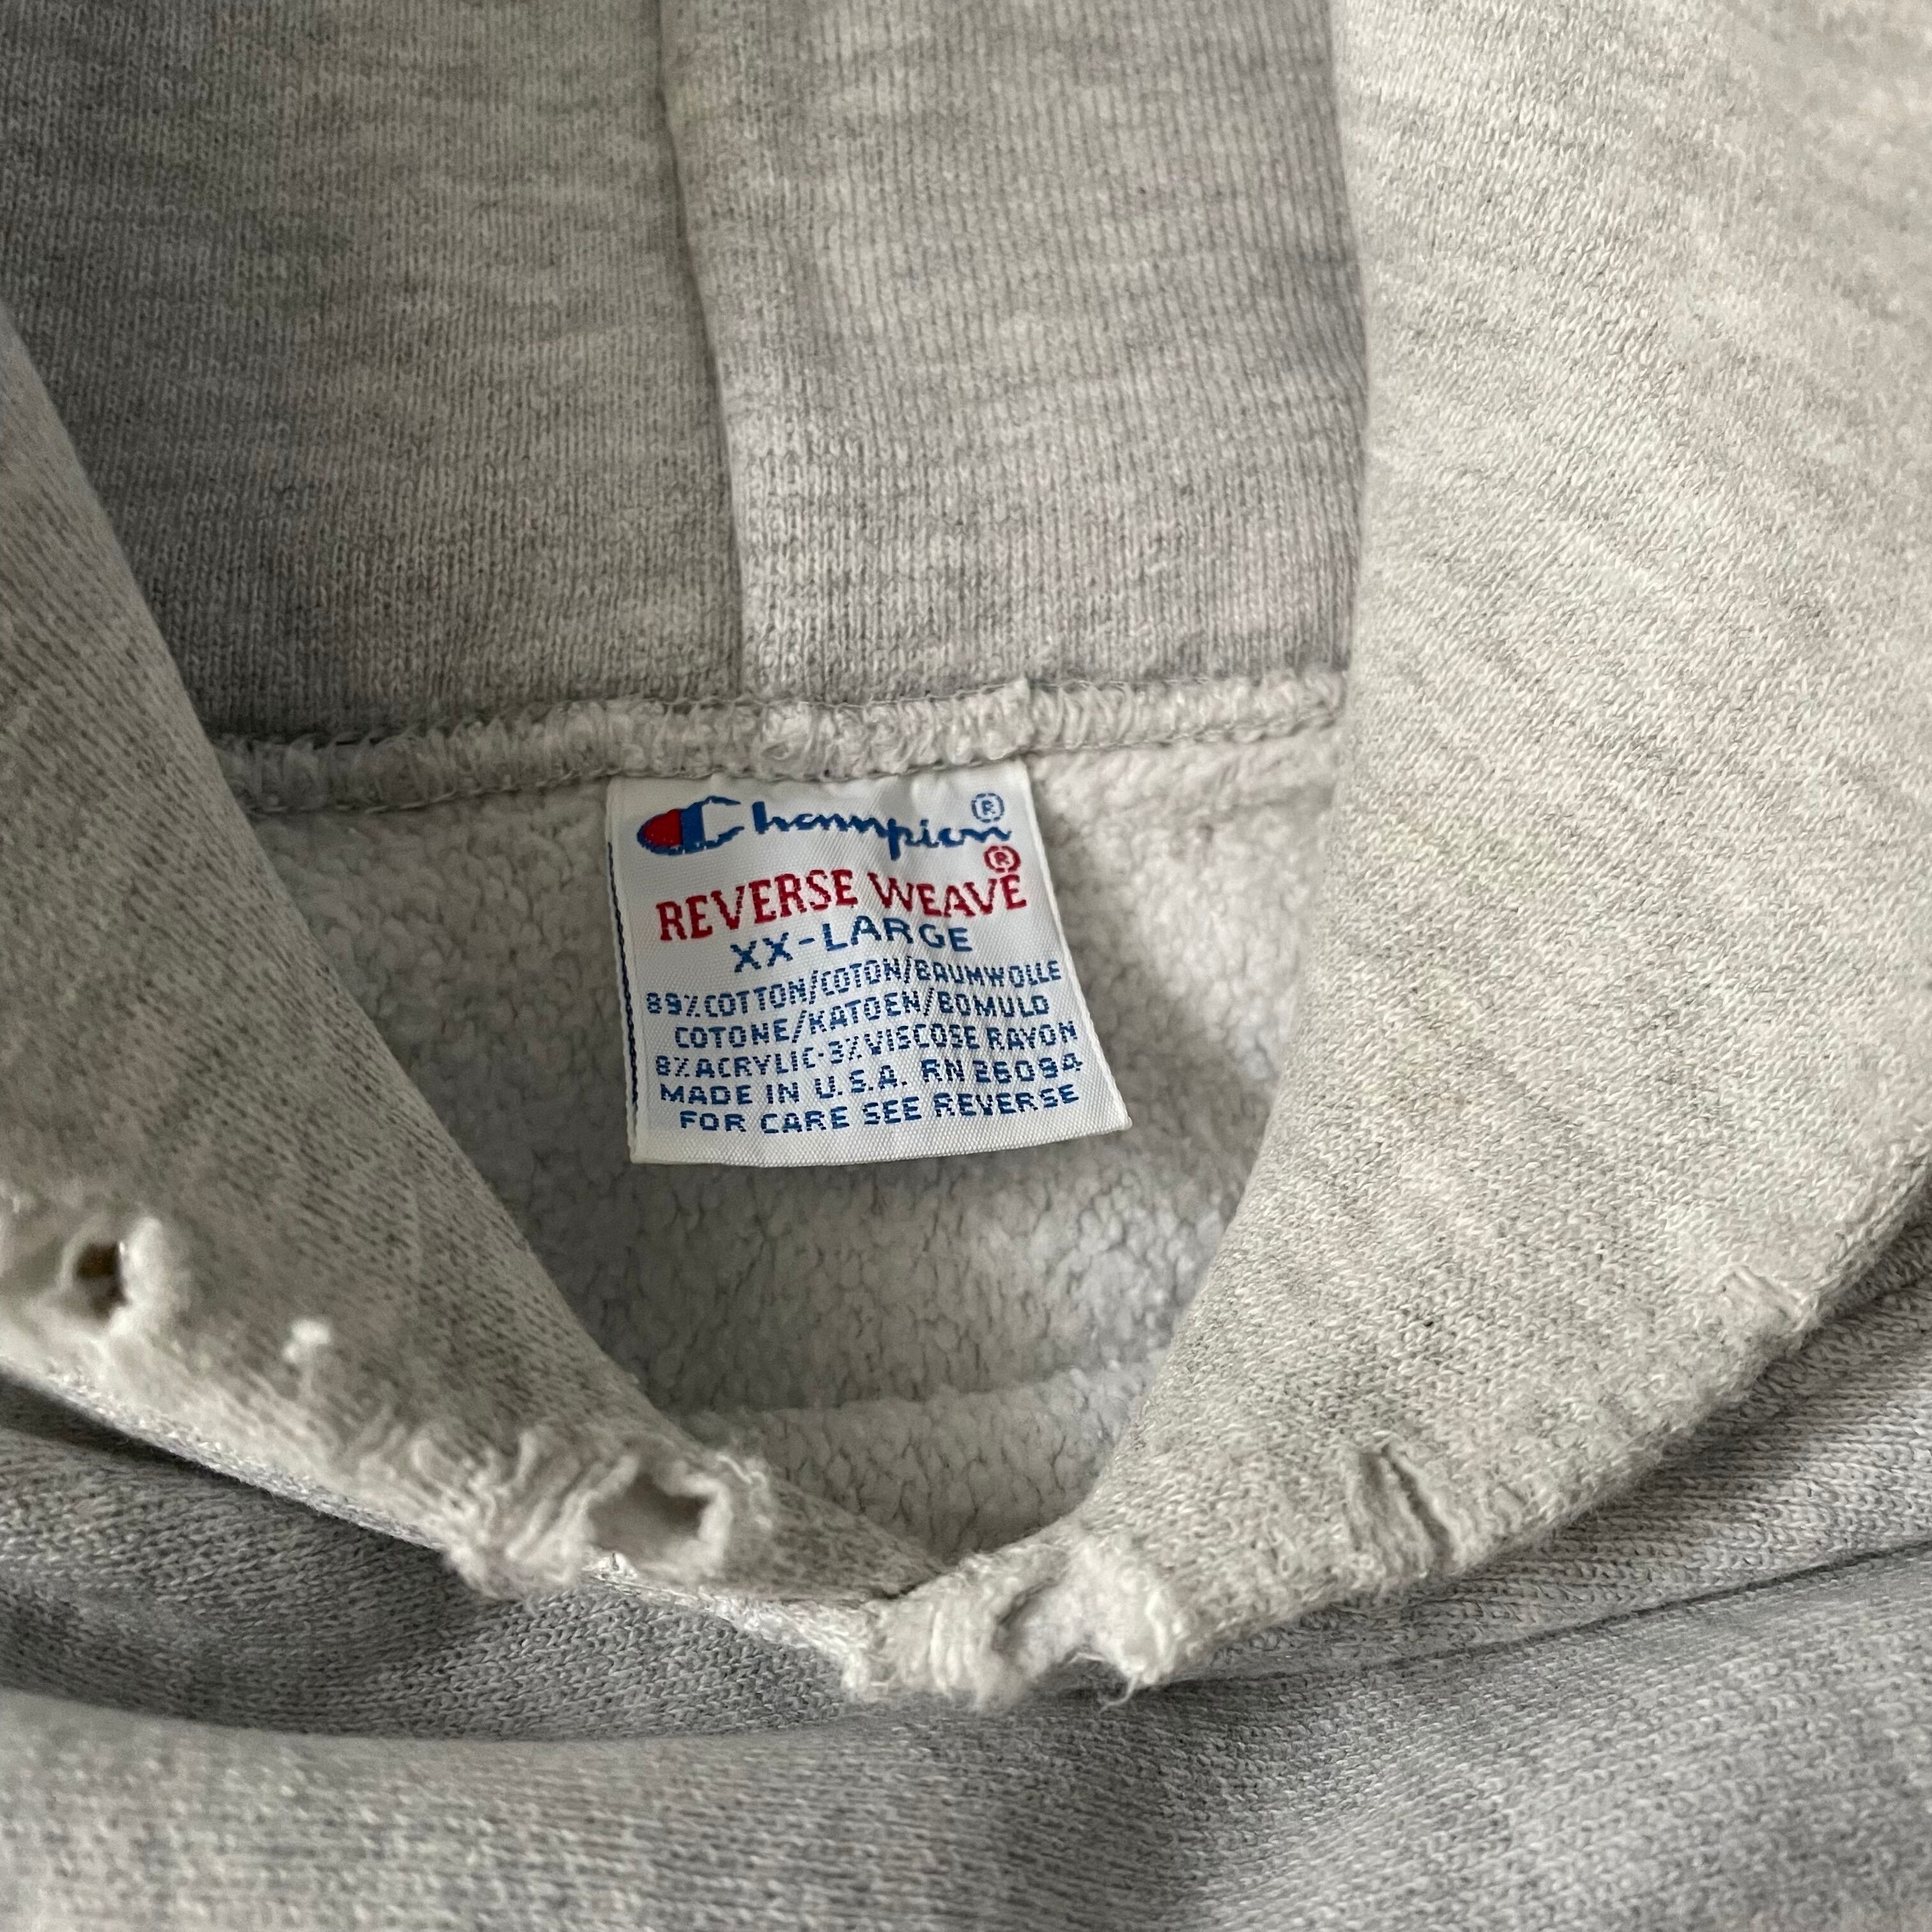 Champion®
REVERSE WEAVE®
XX-LARGE
89% COTTON/COTON/BAUMWOLLE
COTONE/KATOEN/BOMULD
8% ACRYLIC·3% VISCOSE RAYON
MADE IN U.S.A. RN 26094
FOR CARE SEE REVERSE